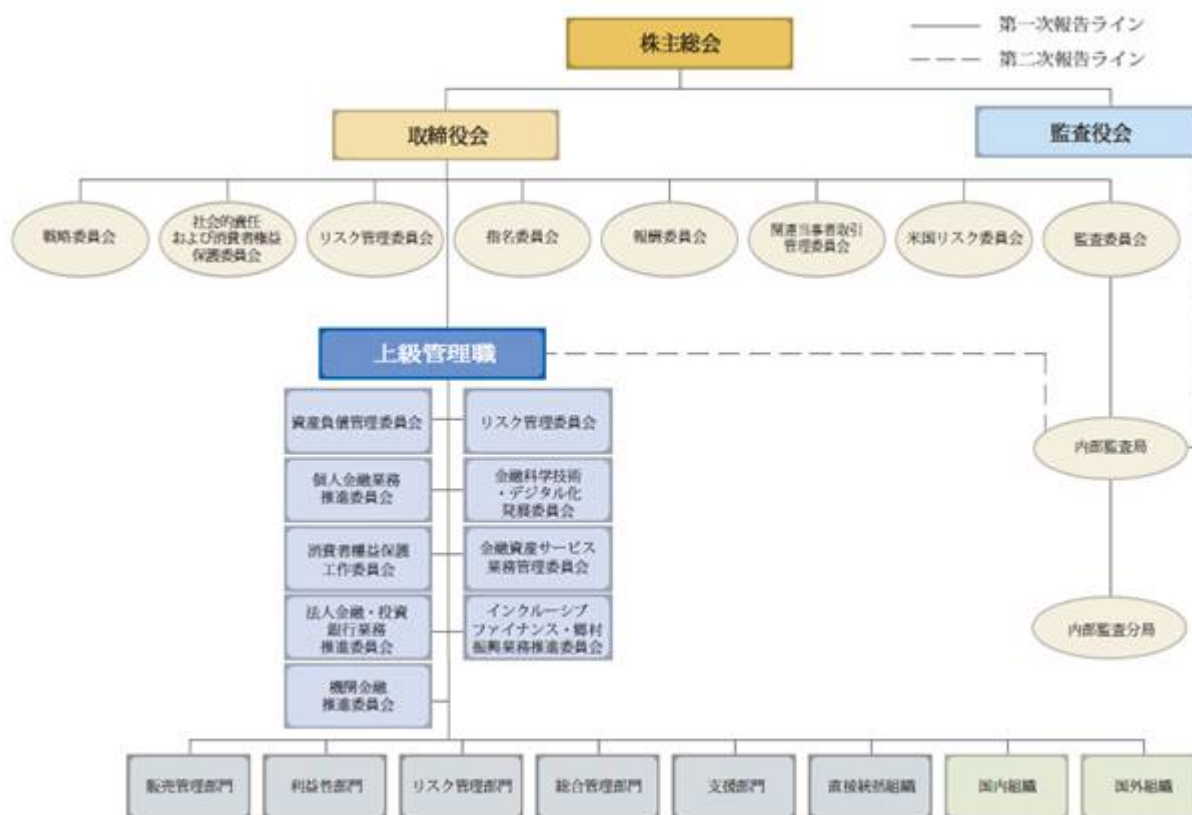 株主総会
第一次報告ライン
第二次報告ライン
取締役会
監査役会
戦略委員会
社会的責任
および消費者権益
保護委員会
リスク管理委員会
指名委員会
報酬委員会
関連当事者取引
管理委員会
米国リスク委員会
監査委員会
上級管理職
資産負債管理委員会
リスク管理委員会
個人金融業務
推進委員会
金融科学技術
・デジタル化
発展委員会
消費者権益保護
工作委員会
金融資産サービス
業務管理委員会
法人金融・投資
銀行業務
推進委員会
インクルーシブ
ファイナンス・郷村
振興業務推進委員会
機関金融
推進委員会
内部監査局
内部監査分局
販売管理部門
利益性部門
リスク管理部門
総合管理部門
支援部門
直接統括組織
国内組織
国外組織